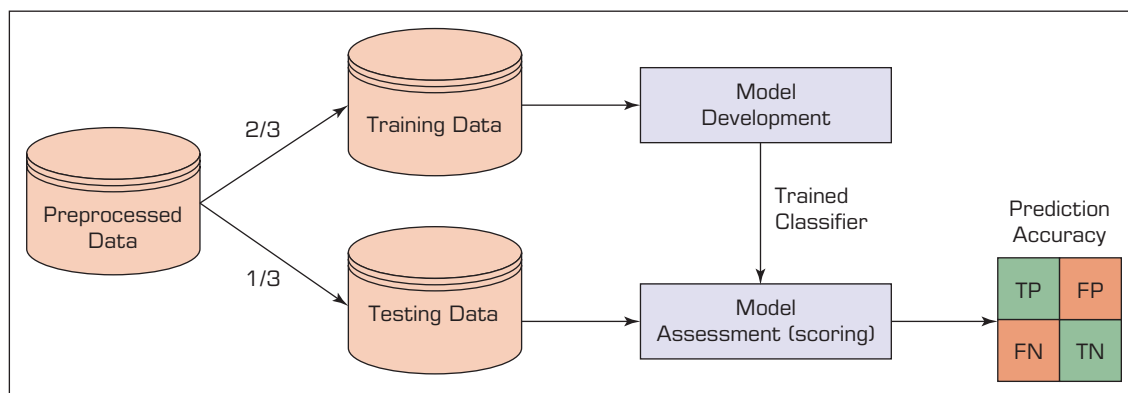 Preprocessed
Data
2/3
1/3
Training Data
Testing Data
Model
Development
Trained
Classifier
Model
Assessment (scoring)
Prediction
Accuracy
TP
FP
FN
TN